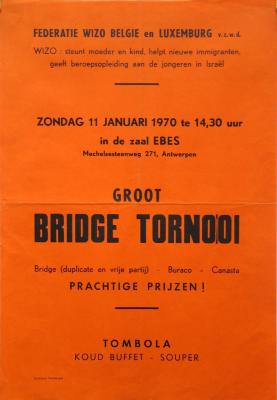 FEDERATIE WIZO BELGIE en LUXEMBURG v.z.w.d.
WIZO : steunt moeder en kind, helpt nieuwe immigranten,
geeft beroepsopleiding aan de jongeren in Israël
ZONDAG 11 JANUARI 1970 te 14,30 uur
in de zaal EBES
Mechelsesteenweg 271, Antwerpen
GROOT
BRIDGE TORNOOI
Bridge (duplicate en vrije partij) - Buraco - Canasta
PRACHTIGE PRIJZEN !
TOMBOLA
KOUD BUFFET - SOUPER